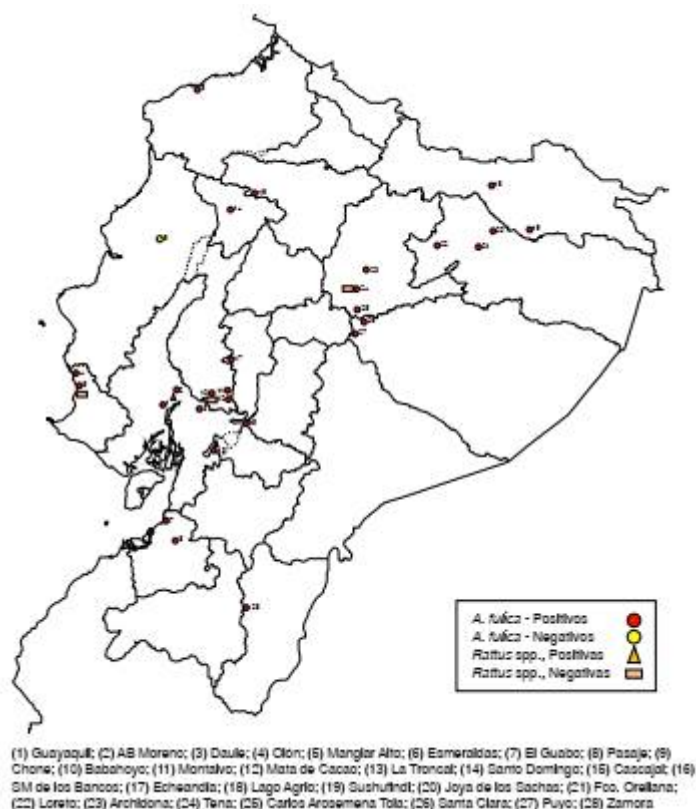 A. fulica - Positivos
A. fulica - Negativos
Rattus spp., Positivas
Rattus spp., Negativas
(1) Guayaquil; (2) AB Moreno; (3) Daule; (4) Olón; (5) Manglar Alto; (6) Esmeraldas; (7) El Guabo; (8) Pasaje; (9)
Chone; (10) Babahoyo; (11) Montalvo; (12) Mata de Cacao; (13) La Troncal; (14) Santo Domingo; (15) Cascajal; (16)
SM de los Bancos; (17) Echeandia; (18) Lago Agrio; (19) Sushufindi; (20) Joya de los Sachas; (21) Fco. Orellana;
(22) Loreto; (23) Archidona; (24) Tena; (25) Carlos Arosemena Tola; (26) Santa Clara; (27) Puyo; (28) Zamora